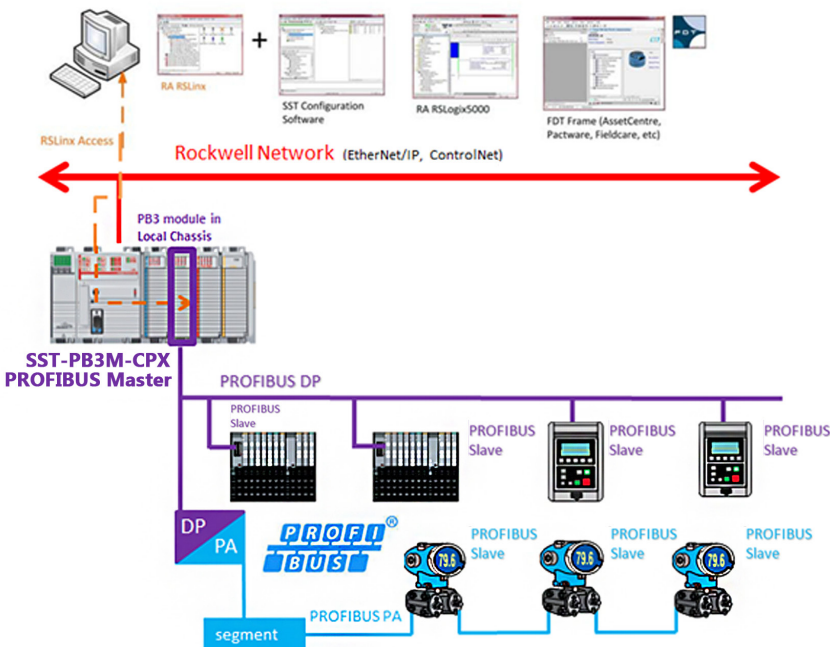 FDT
RA RSLinx
+
SST Configuration
Software
RA RSLogix5000
FDT Frame (AssetCentre,
Pactware, Fieldcare, etc)
RSLinx Access
Rockwell Network (EtherNet/IP, ControlNet)
PB3 module in
Local Chassis
SST-PB3M-CPX
PROFIBUS Master
PROFIBUS DP
PROFIBUS
Slave
PROFIBUS
Slave
PROFIBUS
Slave
PROFIBUS
Slave
DP
PA
PROFI
BUS
®
PROFIBUS
Slave
PROFIBUS
Slave
PROFIBUS
Slave
79.6
79.6
79.6
PROFIBUS PA
segment